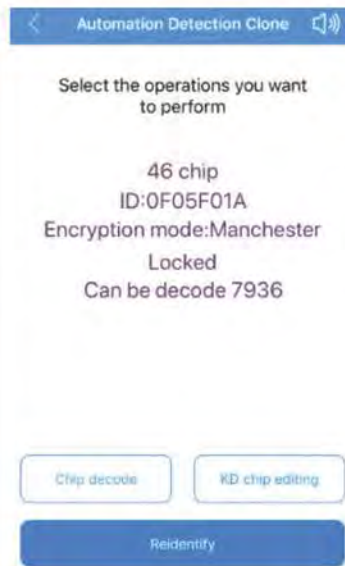 Automation Detection Clone
Select the operations you want
to perform
46 chip
ID:0F05F01A
Encryption mode:Manchester
Locked
Can be decode 7936
Chip decode
KD chip editing
Reidentify